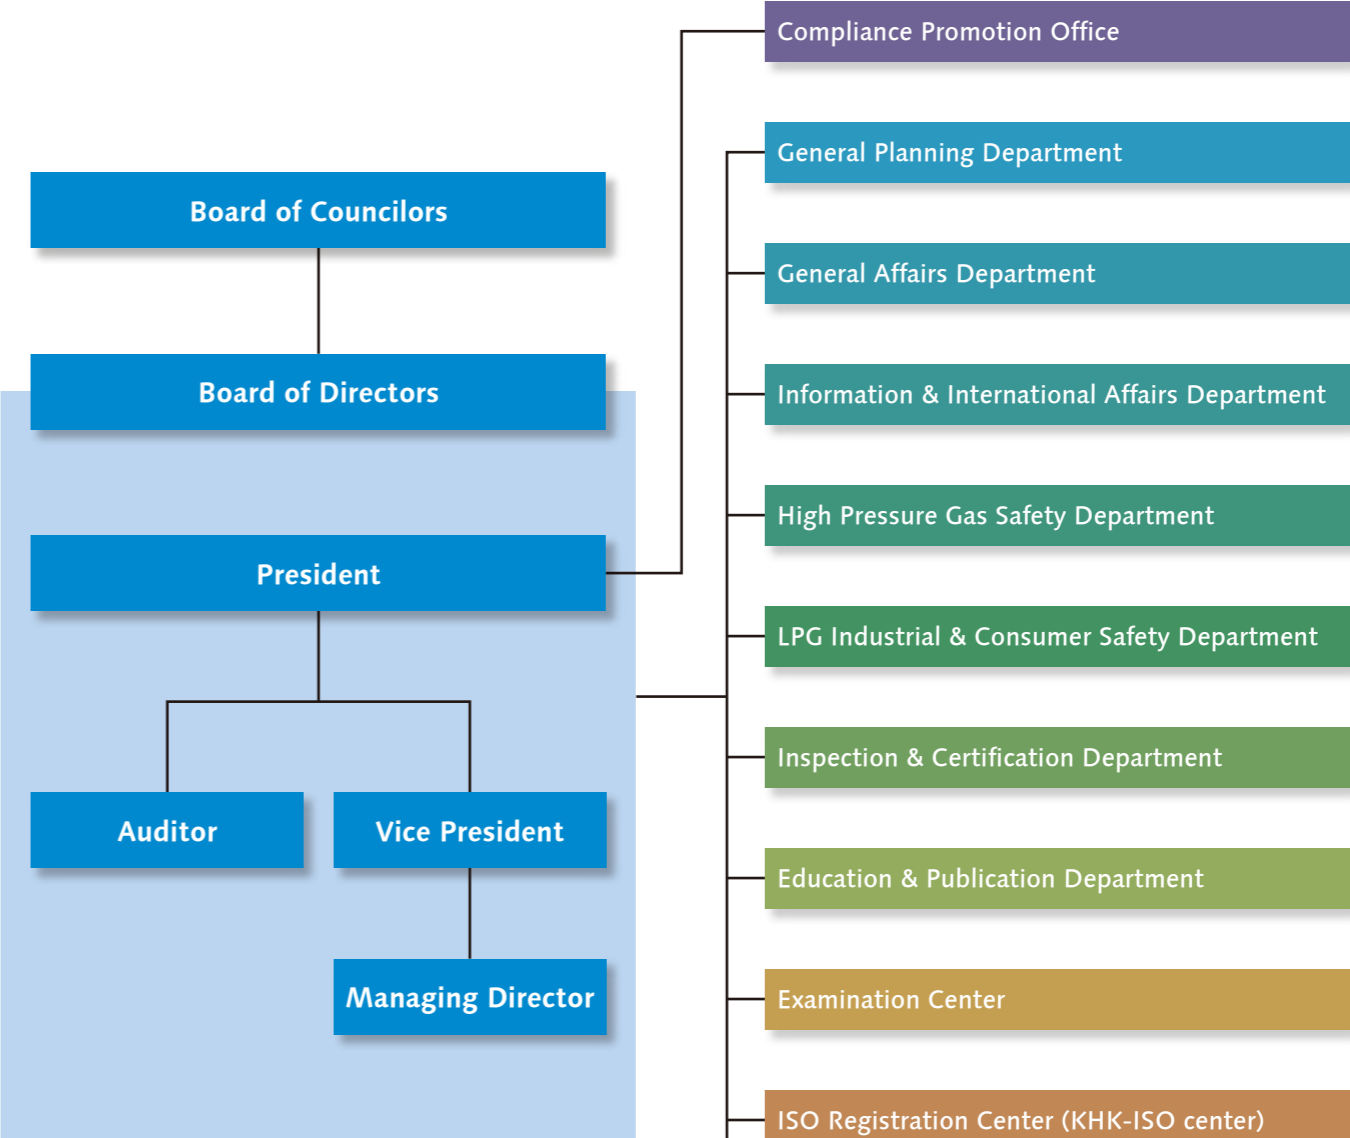 Board of Councilors
Board of Directors
President
Auditor
Vice President
Managing Director
Compliance Promotion Office
General Planning Department
General Affairs Department
Information & International Affairs Department
High Pressure Gas Safety Department
LPG Industrial & Consumer Safety Department
Inspection & Certification Department
Education & Publication Department
Examination Center
ISO Registration Center (KHK-ISO center)